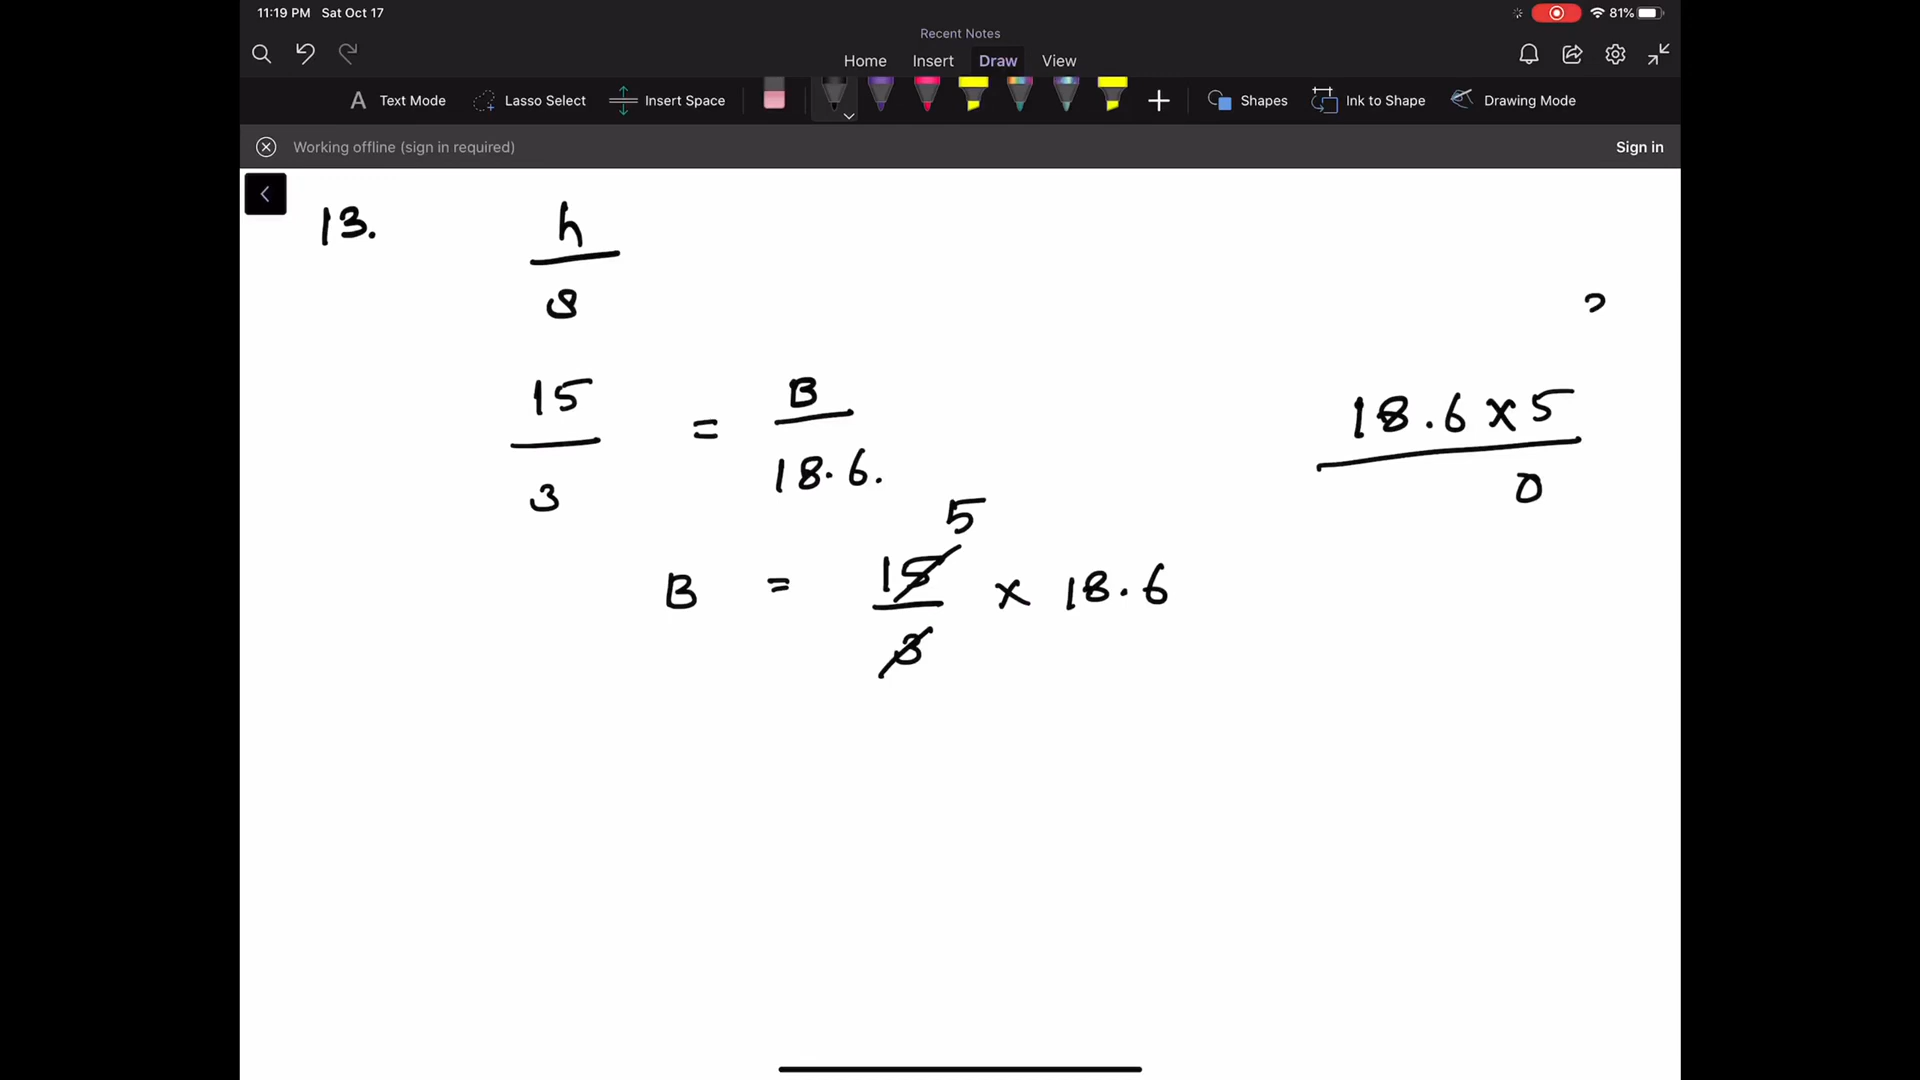 11:19 PM Sat Oct 17
81%
Recent Notes
Home Insert Draw View
A Text Mode Lasso Select Insert Space Shapes Ink to Shape Drawing Mode
Working offline (sign in required) Sign in
13.
h
s
15
3
=
B
18.6.
B = 15/3 × 18.6
5
18.6 × 5
0